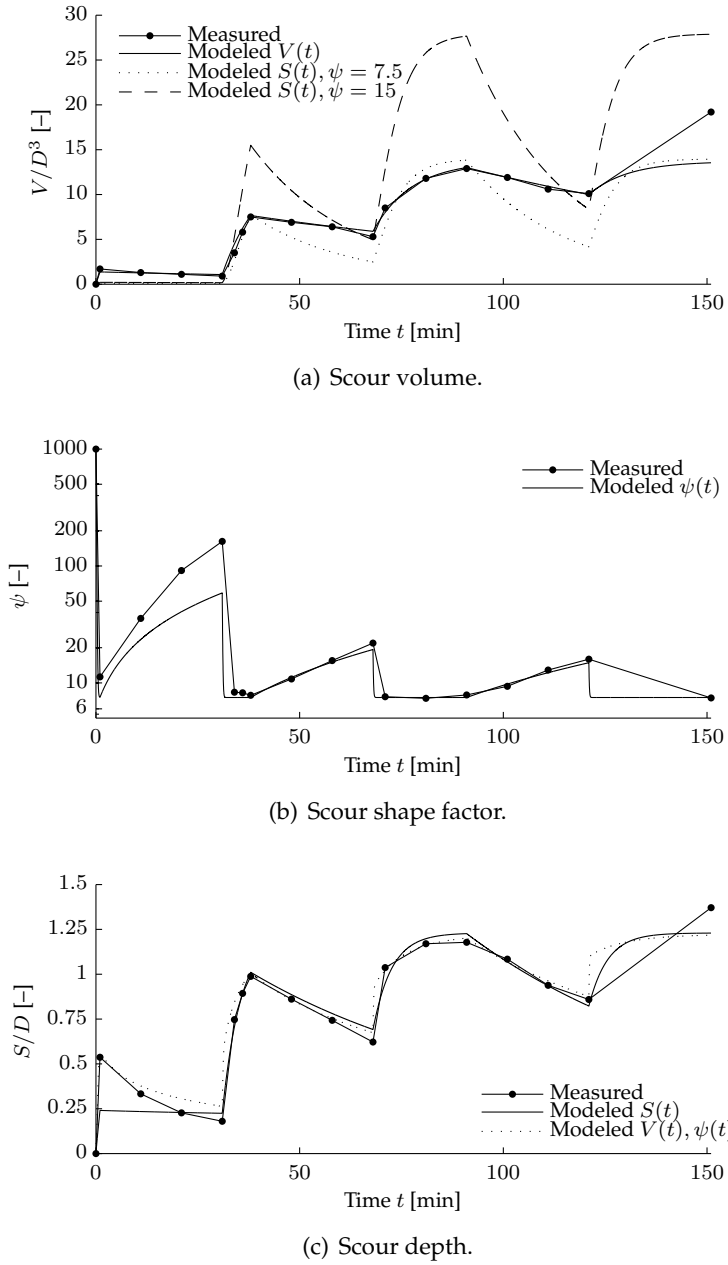 30
25
20
15
10
5
0
V/D³ [–]
Measured
Modeled V(t)
Modeled S(t), ψ = 7.5
Modeled S(t), ψ = 15
0 50 100 150
Time t [min]
(a) Scour volume.
1000
500
200
100
50
20
10
6
ψ [–]
Measured
Modeled ψ(t)
0 50 100 150
Time t [min]
(b) Scour shape factor.
1.5
1.25
1
0.75
0.5
0.25
0
S/D [–]
Measured
Modeled S(t)
Modeled V(t), ψ(t
0 50 100 150
Time t [min]
(c) Scour depth.